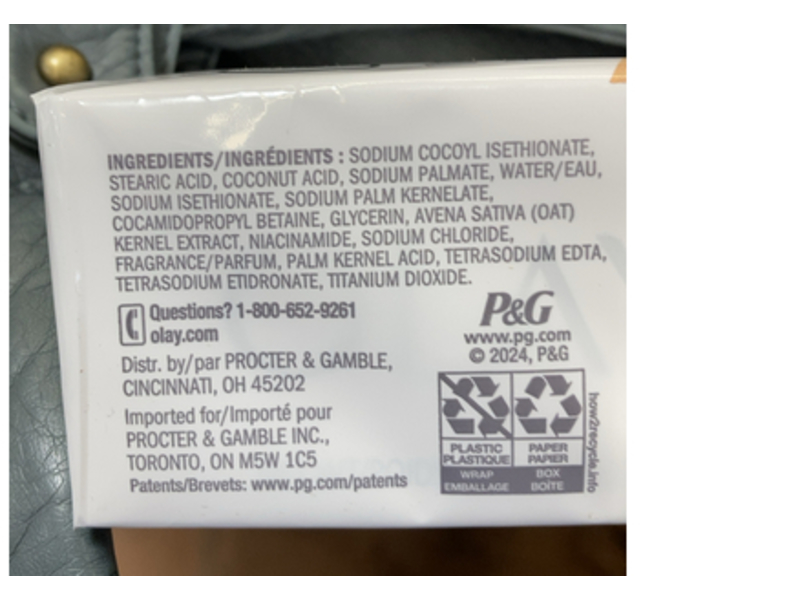 INGREDIENTS/INGRÉDIENTS : SODIUM COCOYL ISETHIONATE,
STEARIC ACID, COCONUT ACID, SODIUM PALMATE, WATER/EAU,
SODIUM ISETHIONATE, SODIUM PALM KERNELATE,
COCAMIDOPROPYL BETAINE, GLYCERIN, AVENA SATIVA (OAT)
KERNEL EXTRACT, NIACINAMIDE, SODIUM CHLORIDE,
FRAGRANCE/PARFUM, PALM KERNEL ACID, TETRASODIUM EDTA,
TETRASODIUM ETIDRONATE, TITANIUM DIOXIDE.
Questions? 1-800-652-9261
olay.com
Distr. by/par PROCTER & GAMBLE,
CINCINNATI, OH 45202
Imported for/Importé pour
PROCTER & GAMBLE INC.,
TORONTO, ON M5W 1C5
Patents/Brevets: www.pg.com/patents
P&G
www.pg.com
© 2024, P&G
PLASTIC
PLASTIQUE
WRAP
EMBALLAGE
PAPER
PAPIER
BOX
BOÎTE
how2recycle.info